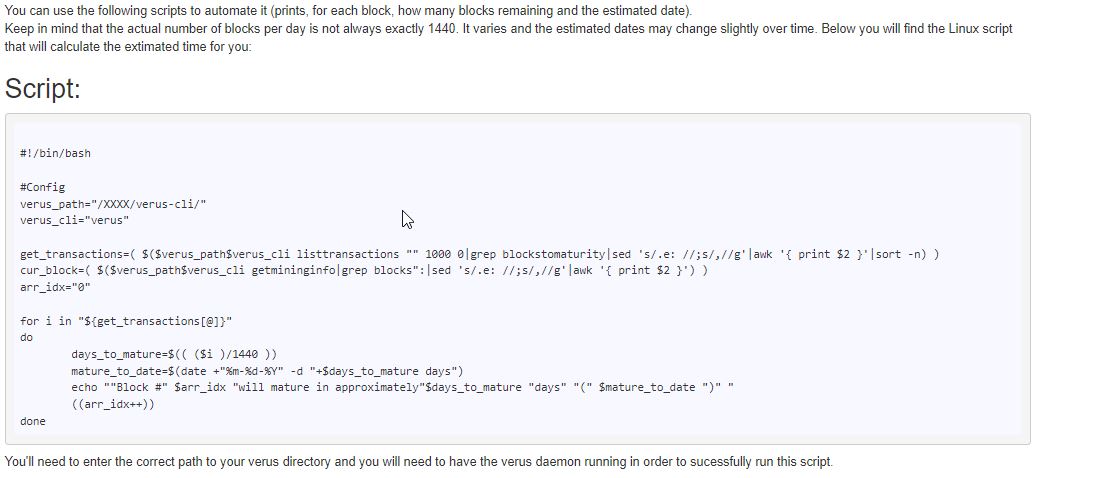 You can use the following scripts to automate it (prints, for each block, how many blocks remaining and the estimated date).
Keep in mind that the actual number of blocks per day is not always exactly 1440. It varies and the estimated dates may change slightly over time. Below you will find the Linux script
that will calculate the extimated time for you:
Script:
#!/bin/bash
#Config
verus_path="/XXXX/verus-cli/"
verus_cli="verus"
get_transactions=( $($verus_path$verus_cli listtransactions "" 1000 0|grep blockstomaturity|sed 's/.e: //;s/,//g'|awk '{ print $2 }'|sort -n) )
cur_block=( $($verus_path$verus_cli getmininginfo|grep blocks":|sed 's/.e: //;s/,//g'|awk '{ print $2 }') )
arr_idx="0"
for i in "${get_transactions[@]}"
do
days_to_mature=$(( ($i )/1440 ))
mature_to_date=$(date +"%m-%d-%Y" -d "+$days_to_mature days")
echo ""Block #" $arr_idx "will mature in approximately"$days_to_mature "days" "(" $mature_to_date ")" "
((arr_idx++))
done
You'll need to enter the correct path to your verus directory and you will need to have the verus daemon running in order to sucessfully run this script.